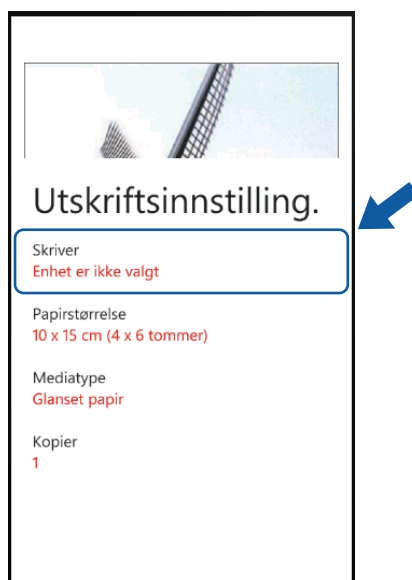 Utskriftsinnstilling.
Skriver
Enhet er ikke valgt
Papirstørrelse
10 x 15 cm (4 x 6 tommer)
Mediatype
Glanset papir
Kopier
1